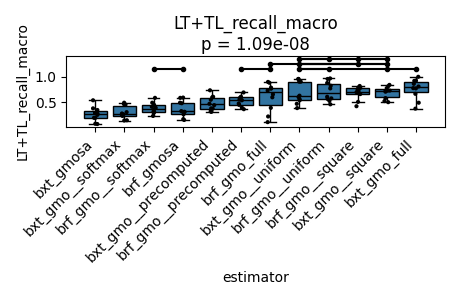 LT+TL_recall_macro
p = 1.09e-08
LT+TL_recall_macro
1.0
0.5
bxt_gmosa
bxt_gmo__softmax
brf_gmo__softmax
brf_gmosa
bxt_gmo__precomputed
brf_gmo__precomputed
brf_gmo_full
bxt_gmo__uniform
brf_gmo__uniform
brf_gmo__square
bxt_gmo__square
bxt_gmo_full
estimator